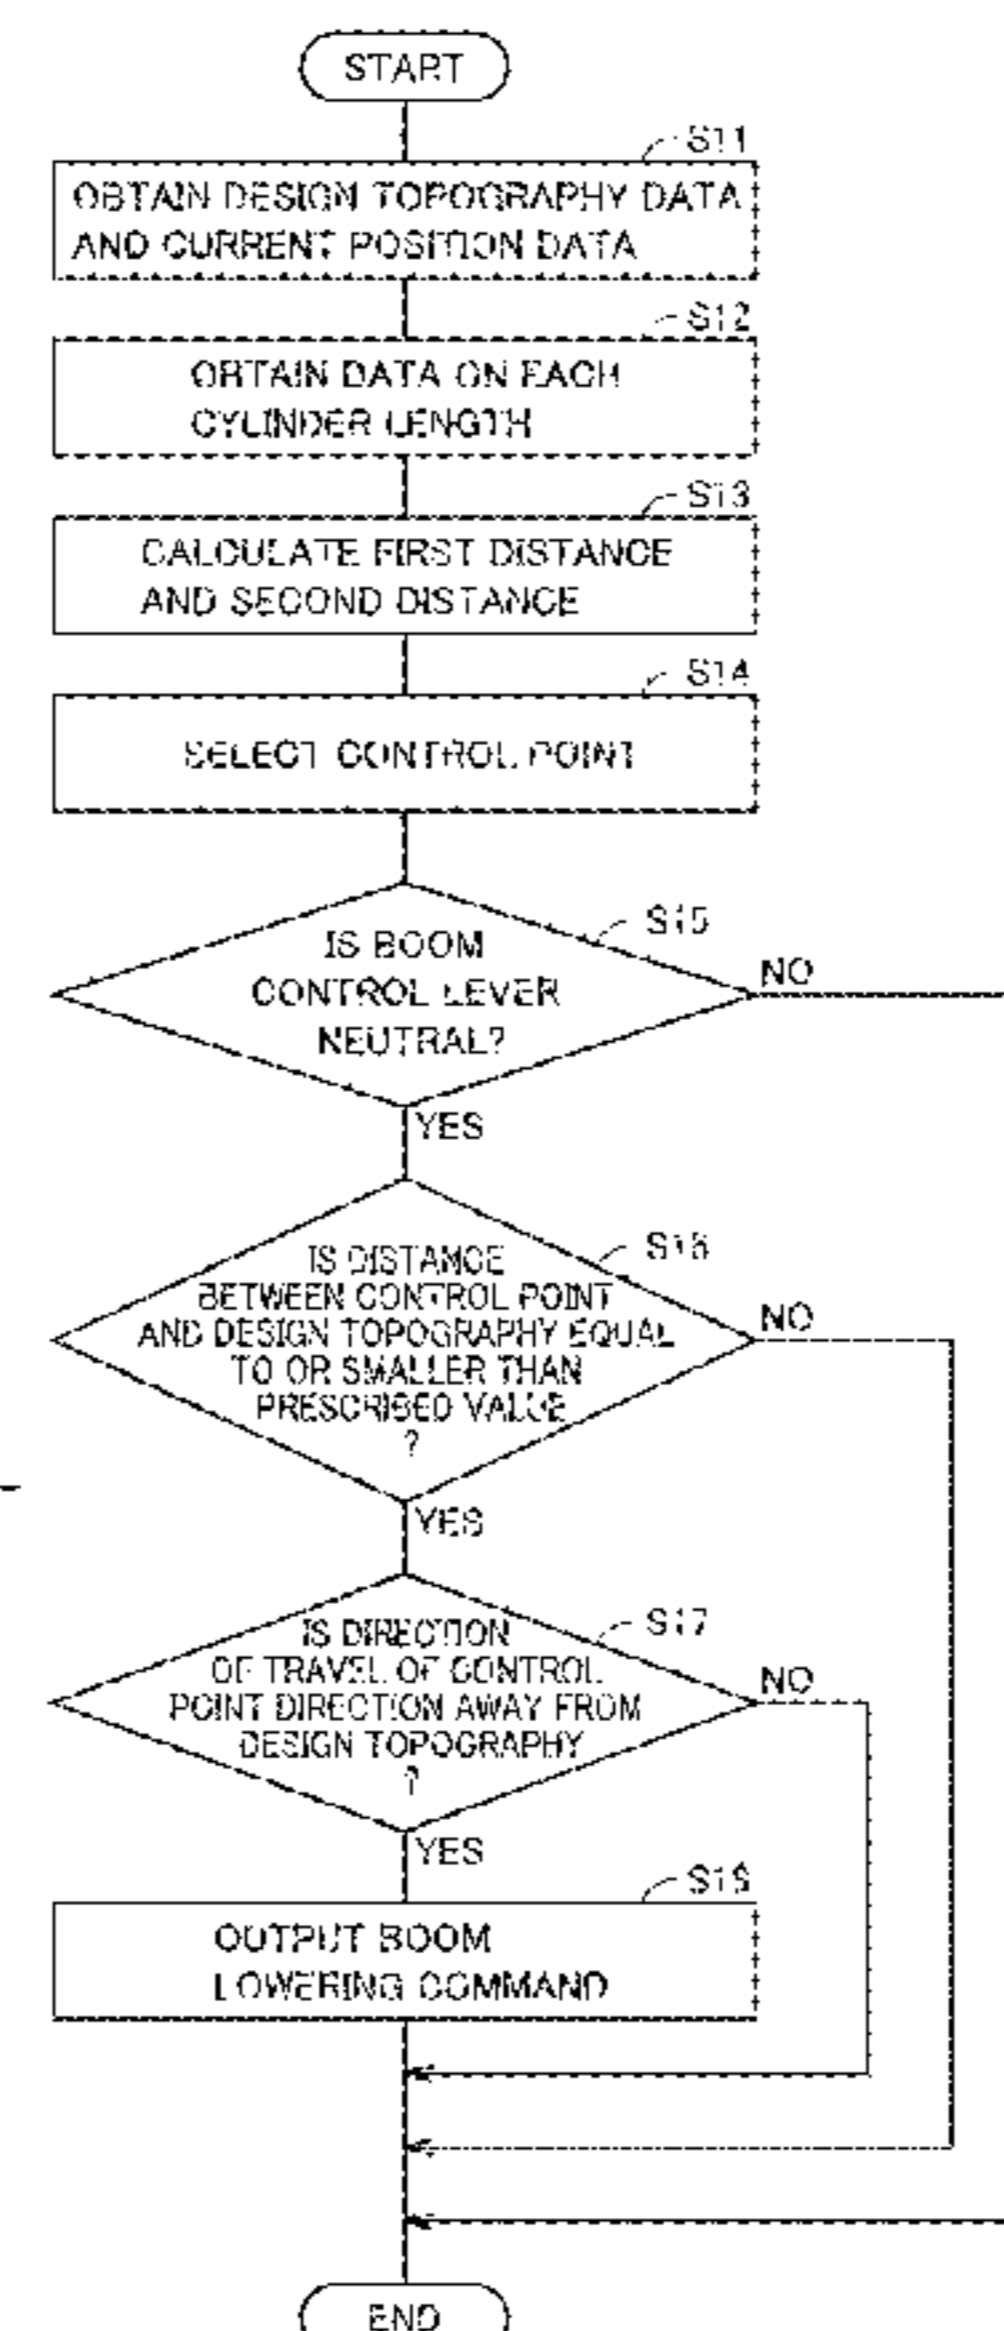 START
S11
OBTAIN DESIGN TOPOGRAPHY DATA
AND CURRENT POSITION DATA
S12
OBTAIN DATA ON EACH
CYLINDER LENGTH
S13
CALCULATE FIRST DISTANCE
AND SECOND DISTANCE
S14
SELECT CONTROL POINT
S15
IS BOOM
CONTROL LEVER
NEUTRAL?
NO
YES
S16
IS DISTANCE
BETWEEN CONTROL POINT
AND DESIGN TOPOGRAPHY EQUAL
TO OR SMALLER THAN
PRESCRIBED VALUE
?
NO
YES
S17
IS DIRECTION
OF TRAVEL OF CONTROL
POINT DIRECTION AWAY FROM
DESIGN TOPOGRAPHY
?
NO
YES
S18
OUTPUT BOOM
LOWERING COMMAND
END